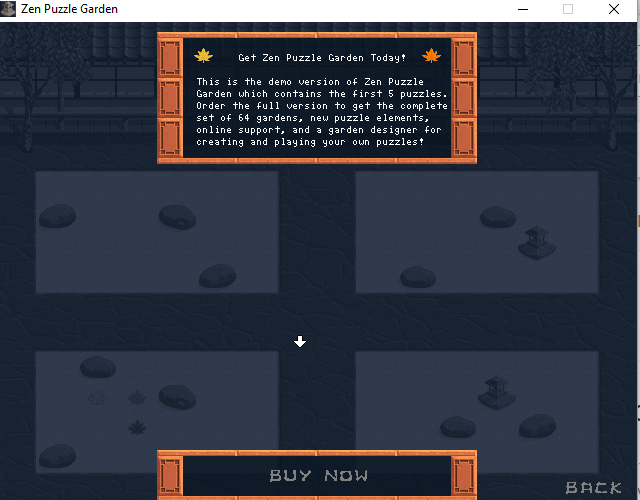 Zen Puzzle Garden
Get Zen Puzzle Garden Today!
This is the demo version of Zen Puzzle
Garden which contains the first 5 puzzles.
Order the full version to get the complete
set of 64 gardens, new puzzle elements,
online support, and a garden designer for
creating and playing your own puzzles!
BUY NOW
BACK